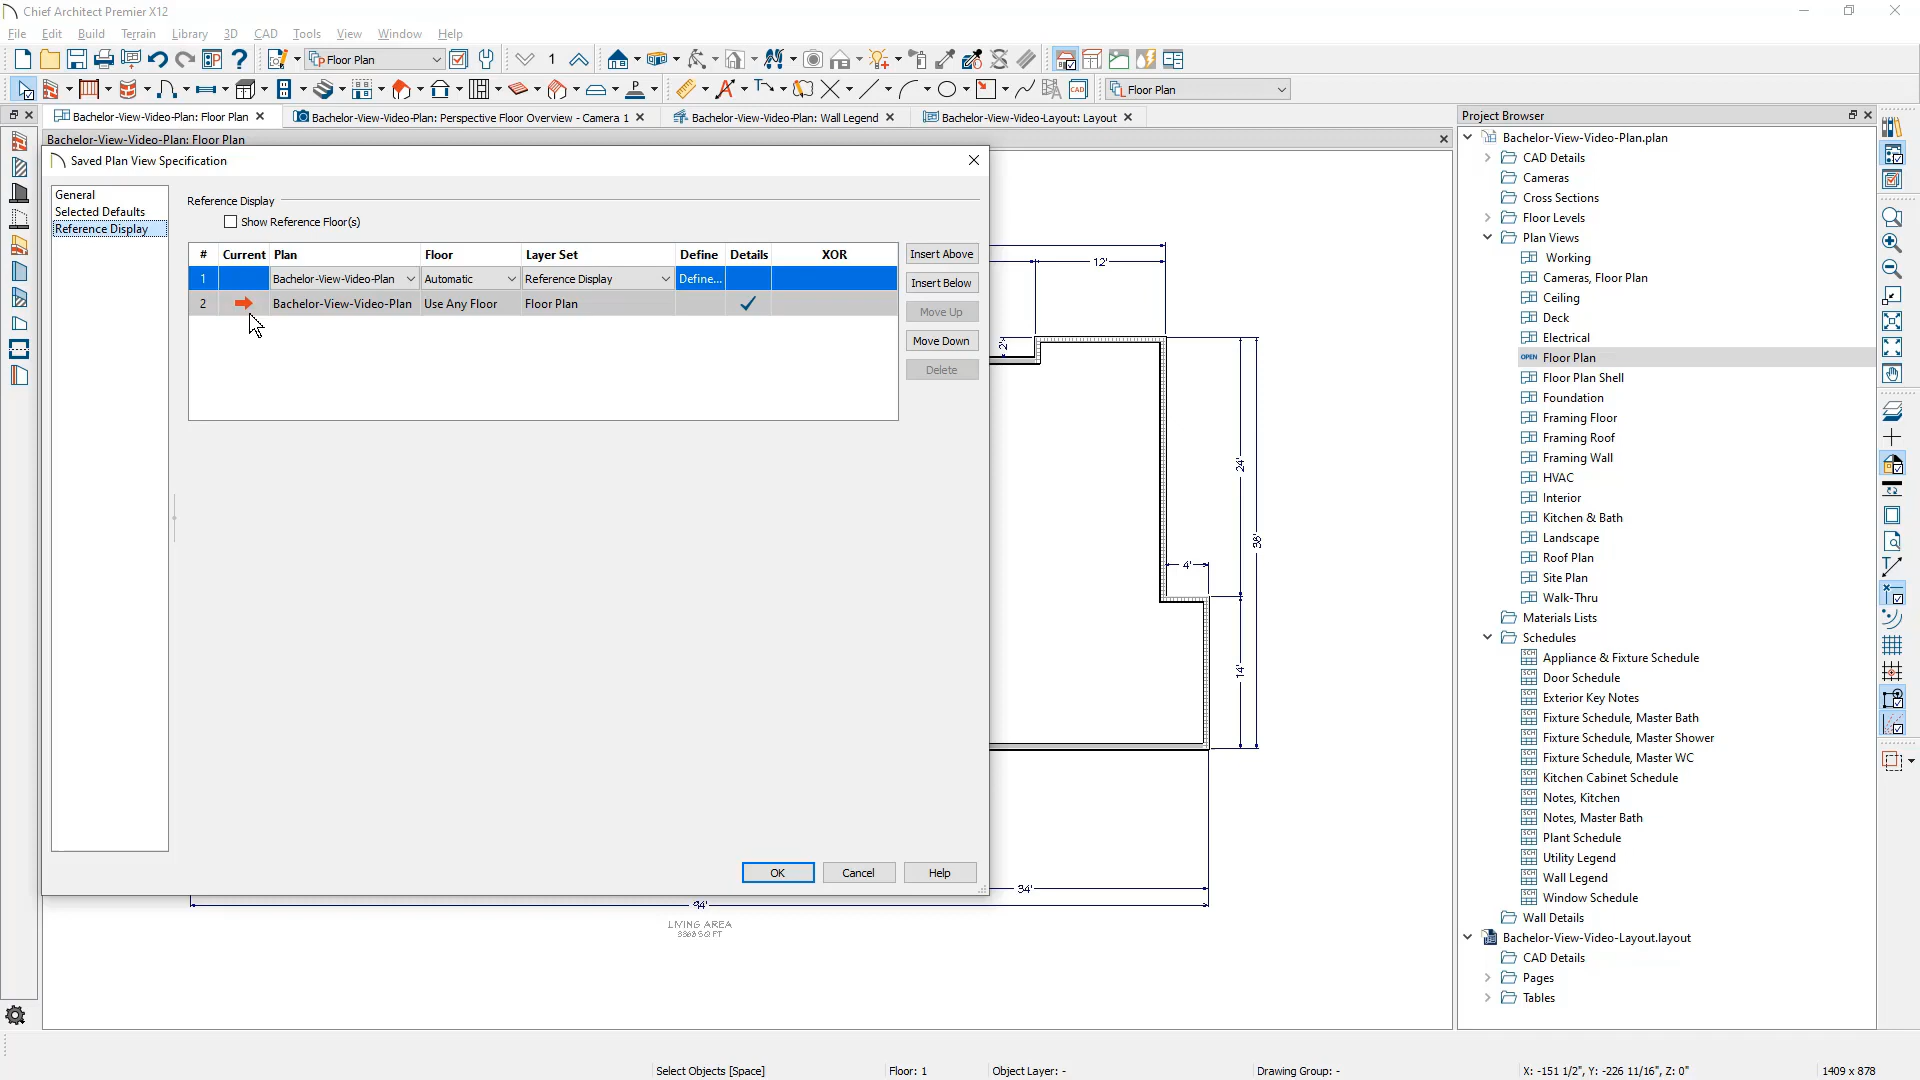 Chief Architect Premier X12
File Edit Build Terrain Library 3D CAD Tools View Window Help
Floor Plan 1
Floor Plan
Bachelor-View-Video-Plan: Floor Plan Bachelor-View-Video-Plan: Perspective Floor Overview - Camera 1 Bachelor-View-Video-Plan: Wall Legend Bachelor-View-Video-Layout: Layout
Bachelor-View-Video-Plan: Floor Plan
Saved Plan View Specification
General
Selected Defaults
Reference Display
Reference Display
Show Reference Floor(s)
# Current Plan Floor Layer Set Define Details XOR
1 Bachelor-View-Video-Plan Automatic Reference Display Define...
2 Bachelor-View-Video-Plan Use Any Floor Floor Plan
Insert Above
Insert Below
Move Up
Move Down
Delete
OK Cancel Help
12'
2'
24'
38'
4'
14'
34'
94'
LIVING AREA
3363 SQ FT
Project Browser
Bachelor-View-Video-Plan.plan
CAD Details
Cameras
Cross Sections
Floor Levels
Plan Views
Working
Cameras, Floor Plan
Ceiling
Deck
Electrical
OPEN Floor Plan
Floor Plan Shell
Foundation
Framing Floor
Framing Roof
Framing Wall
HVAC
Interior
Kitchen & Bath
Landscape
Roof Plan
Site Plan
Walk-Thru
Materials Lists
Schedules
Appliance & Fixture Schedule
Door Schedule
Exterior Key Notes
Fixture Schedule, Master Bath
Fixture Schedule, Master Shower
Fixture Schedule, Master WC
Kitchen Cabinet Schedule
Notes, Kitchen
Notes, Master Bath
Plant Schedule
Utility Legend
Wall Legend
Window Schedule
Wall Details
Bachelor-View-Video-Layout.layout
CAD Details
Pages
Tables
Select Objects [Space] Floor: 1 Object Layer: - Drawing Group: - X: -151 1/2", Y: -226 11/16", Z: 0" 1409 x 878